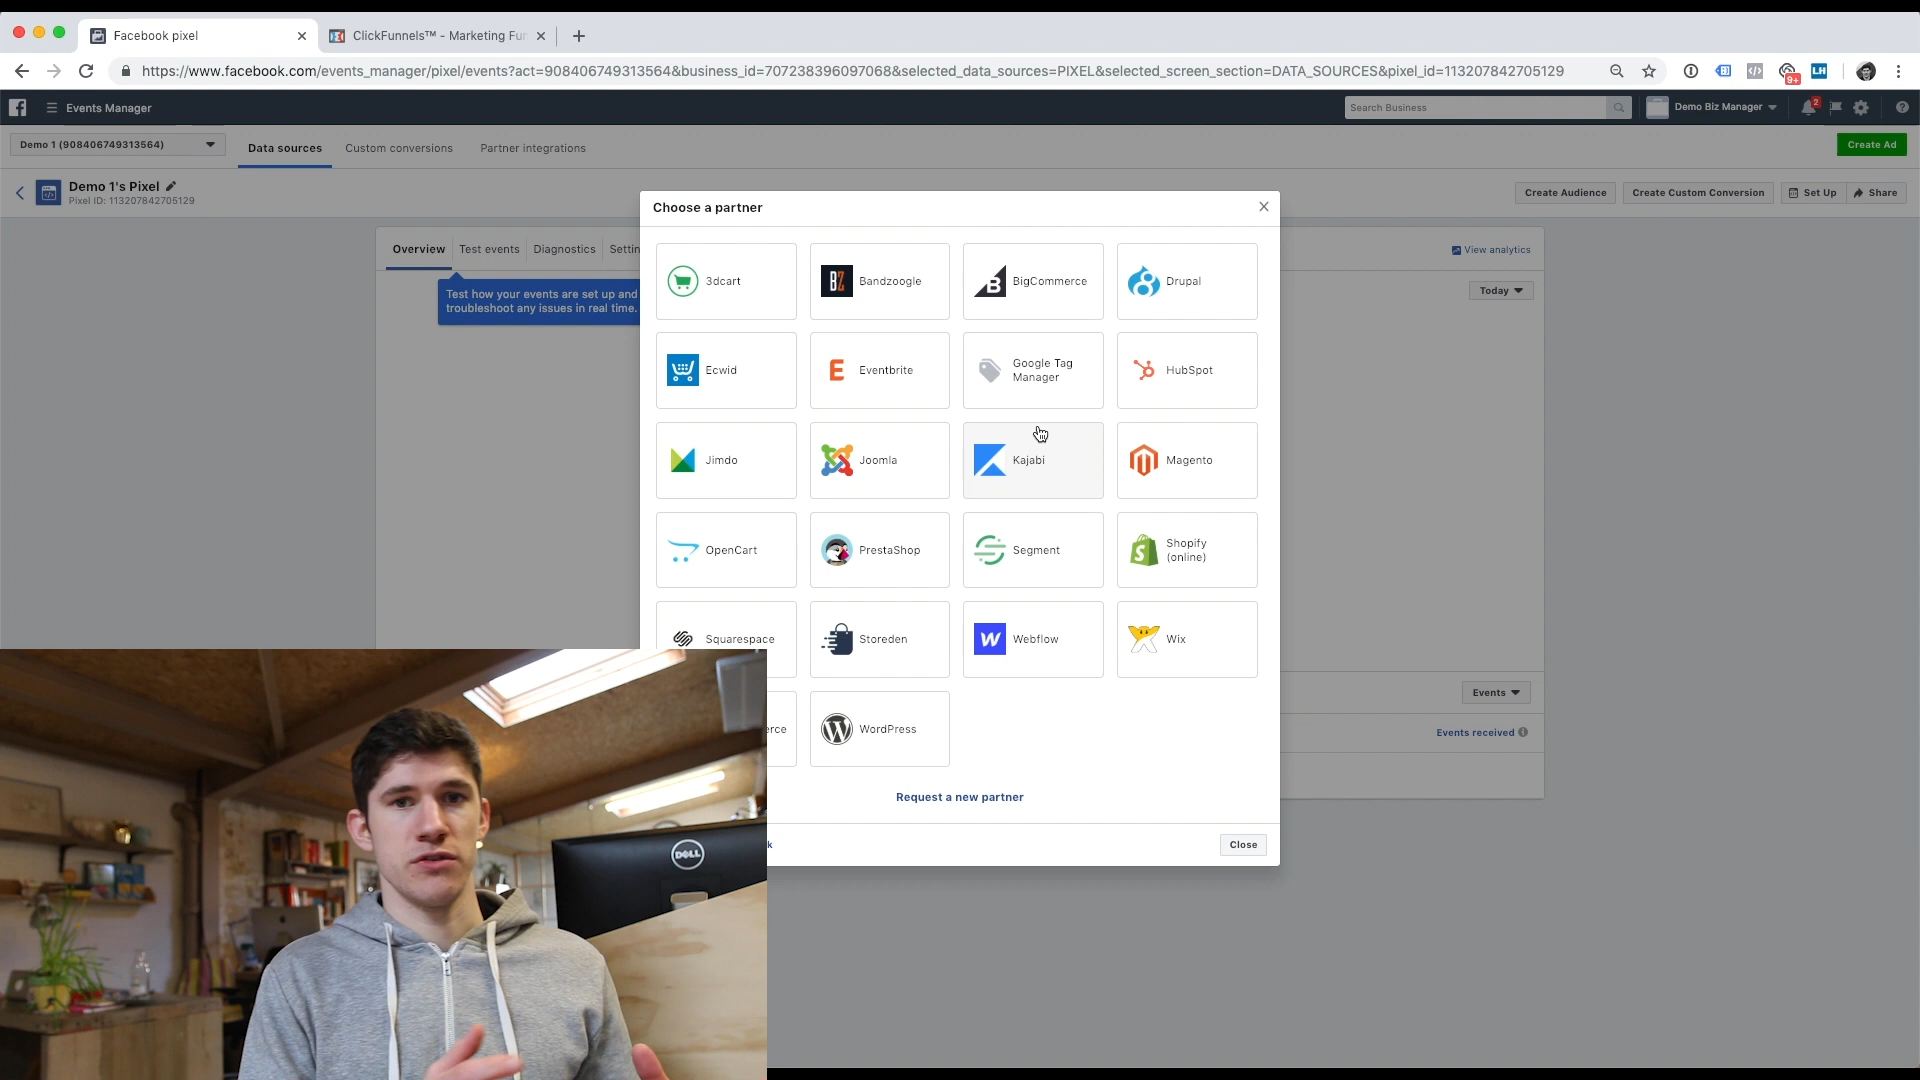 Facebook pixel
ClickFunnels™ - Marketing Fun
https://www.facebook.com/events_manager/pixel/events?act=908406749313564&business_id=707238396097068&selected_data_sources=PIXEL&selected_screen_section=DATA_SOURCES&pixel_id=113207842705129
9+
LH
Events Manager
Search Business
Demo Biz Manager
2
Demo 1 (908406749313564)
Data sources
Custom conversions
Partner integrations
Create Ad
Demo 1's Pixel
Pixel ID: 113207842705129
Create Audience
Create Custom Conversion
Set Up
Share
Choose a partner
Overview
Test events
Diagnostics
Settin
View analytics
Test how your events are set up and
troubleshoot any issues in real time.
Today
3dcart
Bandzoogle
BigCommerce
Drupal
Ecwid
Eventbrite
Google Tag
Manager
HubSpot
Jimdo
Joomla
Kajabi
Magento
OpenCart
PrestaShop
Segment
Shopify
(online)
Squarespace
Storeden
Webflow
Wix
Events
erce
WordPress
Events received
Request a new partner
k
Close
DELL